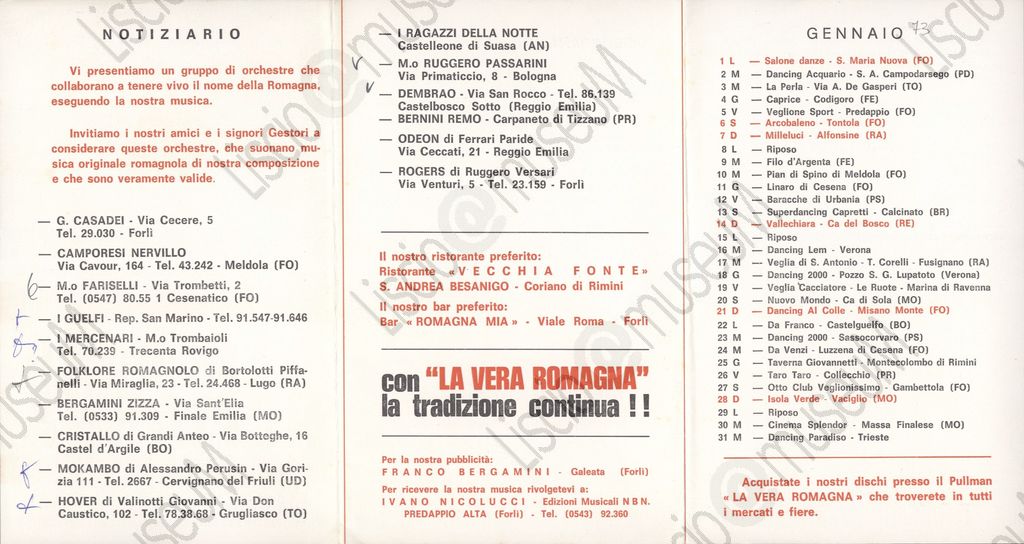 NOTIZIARIO
Vi presentiamo un gruppo di orchestre che
collaborano a tenere vivo il nome della Romagna,
eseguendo la nostra musica.
Invitiamo i nostri amici e i signori Gestori a
considerare queste orchestre, che suonano mu-
sica originale romagnola di nostra composizione
e che sono veramente valide.
— G. CASADEI - Via Cecere, 5
Tel. 29.030 - Forlì
— CAMPORESI NERVILLO
Via Cavour, 164 - Tel. 43.242 - Meldola (FO)
— M.o FARISELLI - Via Trombetti, 2
Tel. (0547) 80.55 1 Cesenatico (FO)
— I GUELFI - Rep. San Marino - Tel. 91.547-91.646
— I MERCENARI - M.o Trombaioli
Tel. 70.239 - Trecenta Rovigo
— FOLKLORE ROMAGNOLO di Bortolotti Piffa-
nelli - Via Miraglia, 23 - Tel. 24.468 - Lugo (RA)
— BERGAMINI ZIZZA - Via Sant'Elia
Tel. (0533) 91.309 - Finale Emilia (MO)
— CRISTALLO di Grandi Anteo - Via Botteghe, 16
Castel d'Argile (BO)
— MOKAMBO di Alessandro Perusin - Via Gori-
zia 111 - Tel. 2667 - Cervignano del Friuli (UD)
— HOVER di Valinotti Giovanni - Via Don
Caustico, 102 - Tel. 78.38.68 - Grugliasco (TO)
— I RAGAZZI DELLA NOTTE
Castelleone di Suasa (AN)
— M.o RUGGERO PASSARINI
Via Primaticcio, 8 - Bologna
— DEMBRAO - Via San Rocco - Tel. 86.139
Castelbosco Sotto (Reggio Emilia)
— BERNINI REMO - Carpaneto di Tizzano (PR)
— ODEON di Ferrari Paride
Via Ceccati, 21 - Reggio Emilia
— ROGERS di Ruggero Versari
Via Venturi, 5 - Tel. 23.159 - Forlì
Il nostro ristorante preferito:
Ristorante «VECCHIA FONTE»
S. ANDREA BESANIGO - Coriano di Rimini
Il nostro bar preferito:
Bar «ROMAGNA MIA» - Viale Roma - Forlì
con "LA VERA ROMAGNA"
la tradizione continua !!
Per la nostra pubblicità:
FRANCO BERGAMINI - Galeata (Forlì)
Per ricevere la nostra musica rivolgetevi a:
IVANO NICOLUCCI - Edizioni Musicali NBN.
PREDAPPIO ALTA (Forlì) - Tel. (0543) 92.360
GENNAIO 73
1 L — Salone danze - S. Maria Nuova (FO)
2 M — Dancing Acquario - S. A. Campodarsego (PD)
3 M — La Perla - Via A. De Gasperi (TO)
4 G — Caprice - Codigoro (FE)
5 V — Veglione Sport - Predappio (FO)
6 S — Arcobaleno - Tontola (FO)
7 D — Milleluci - Alfonsine (RA)
8 L — Riposo
9 M — Filo d'Argenta (FE)
10 M — Pian di Spino di Meldola (FO)
11 G — Linaro di Cesena (FO)
12 V — Baracche di Urbania (PS)
13 S — Superdancing Capretti - Calcinato (BR)
14 D — Vallechiara - Ca del Bosco (RE)
15 L — Riposo
16 M — Dancing Lem - Verona
17 M — Veglia di S. Antonio - T. Corelli - Fusignano (RA)
18 G — Dancing 2000 - Pozzo S. G. Lupatoto (Verona)
19 V — Veglia Cacciatore - Le Ruote - Marina di Ravenna
20 S — Nuovo Mondo - Ca di Sola (MO)
21 D — Dancing Al Colle - Misano Monte (FO)
22 L — Da Franco - Castelguelfo (BO)
23 M — Dancing 2000 - Sassocorvaro (PS)
24 M — Da Venzi - Luzzena di Cesena (FO)
25 G — Taverna Giovannetti - Montecolombo di Rimini
26 V — Taro Taro - Collecchio (PR)
27 S — Otto Club Veglionissimo - Gambettola (FO)
28 D — Isola Verde - Vaciglio (MO)
29 L — Riposo
30 M — Cinema Splendor - Massa Finalese (MO)
31 M — Dancing Paradiso - Trieste
Acquistate i nostri dischi presso il Pullman
«LA VERA ROMAGNA» che troverete in tutti
i mercati e fiere.
Liscio@museuM